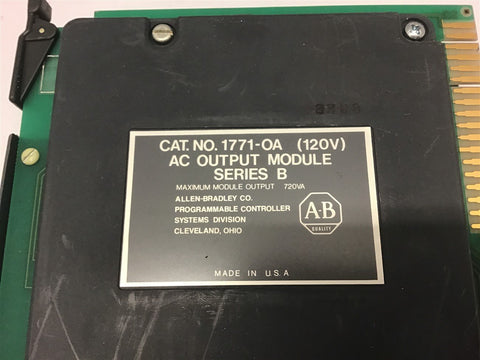 CAT. NO. 1771-OA (120V)
AC OUTPUT MODULE
SERIES B
MAXIMUM MODULE OUTPUT 720VA
ALLEN-BRADLEY CO.
PROGRAMMABLE CONTROLLER
SYSTEMS DIVISION
CLEVELAND, OHIO
A-B
QUALITY
MADE IN U.S.A